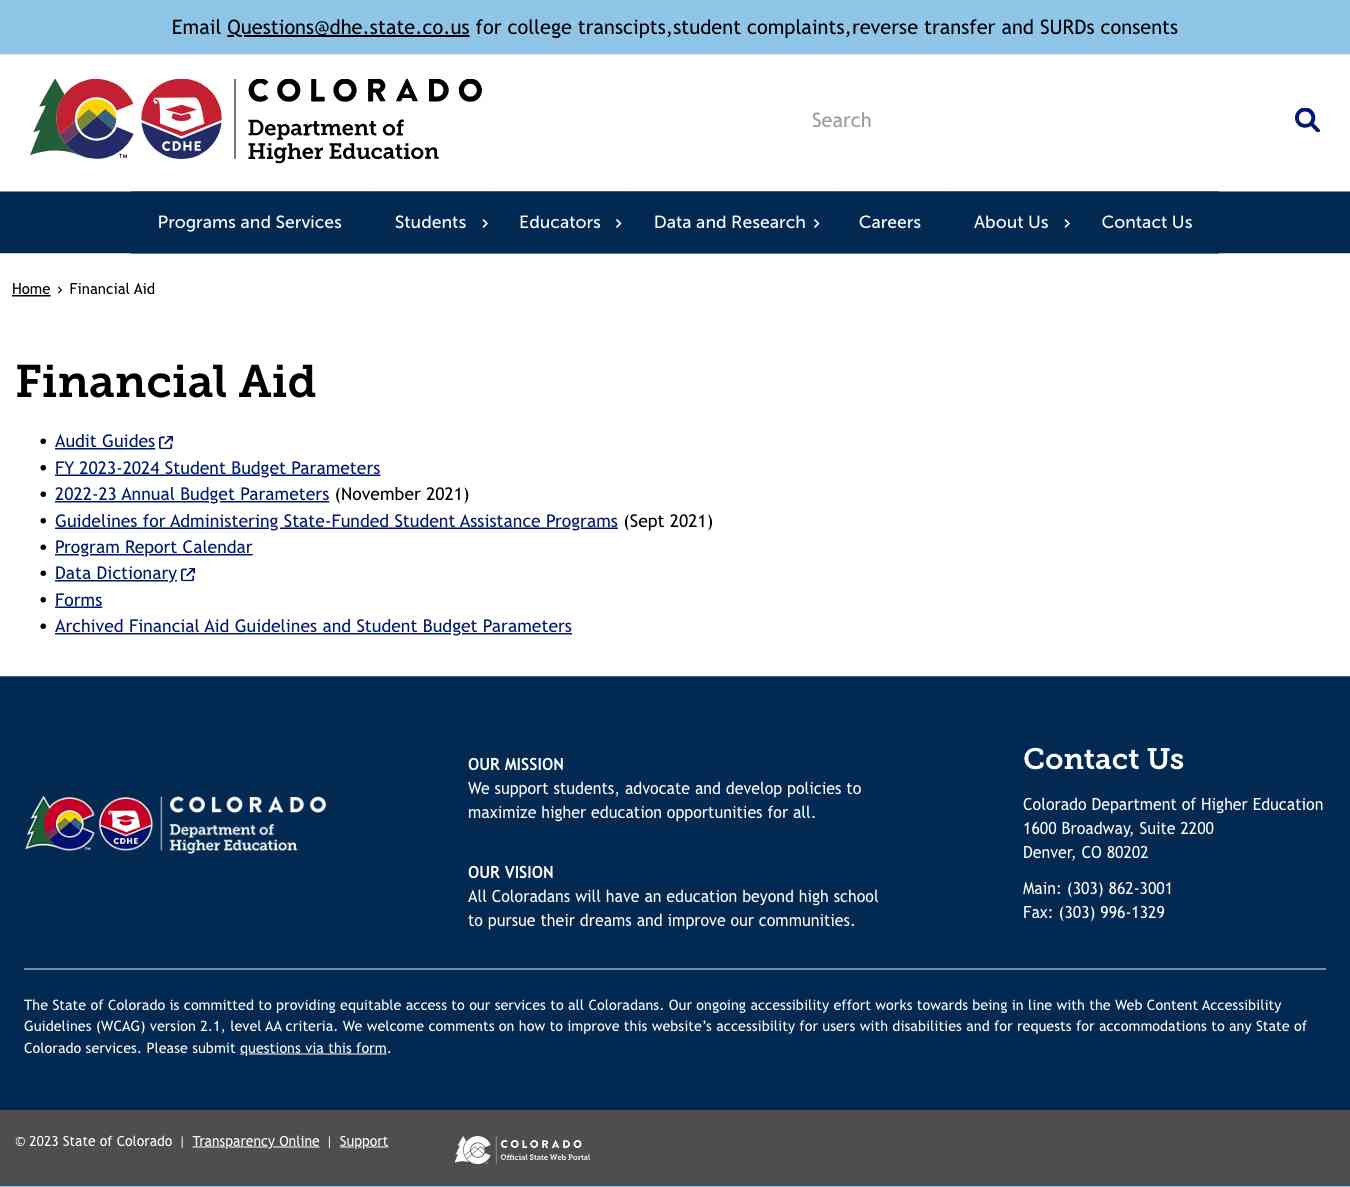 Email Questions@dhe.state.co.us for college transcipts,student complaints,reverse transfer and SURDs consents
CDHE
TM
COLORADO
Department of
Higher Education
Search
Programs and Services Students Educators Data and Research Careers About Us Contact Us
Home › Financial Aid
Financial Aid
• Audit Guides
• FY 2023-2024 Student Budget Parameters
• 2022-23 Annual Budget Parameters (November 2021)
• Guidelines for Administering State-Funded Student Assistance Programs (Sept 2021)
• Program Report Calendar
• Data Dictionary
• Forms
• Archived Financial Aid Guidelines and Student Budget Parameters
CDHE
COLORADO
Department of
Higher Education
OUR MISSION
We support students, advocate and develop policies to
maximize higher education opportunities for all.
OUR VISION
All Coloradans will have an education beyond high school
to pursue their dreams and improve our communities.
Contact Us
Colorado Department of Higher Education
1600 Broadway, Suite 2200
Denver, CO 80202
Main: (303) 862-3001
Fax: (303) 996-1329
The State of Colorado is committed to providing equitable access to our services to all Coloradans. Our ongoing accessibility effort works towards being in line with the Web Content Accessibility
Guidelines (WCAG) version 2.1, level AA criteria. We welcome comments on how to improve this website’s accessibility for users with disabilities and for requests for accommodations to any State of
Colorado services. Please submit questions via this form.
© 2023 State of Colorado | Transparency Online | Support
COLORADO
Official State Web Portal